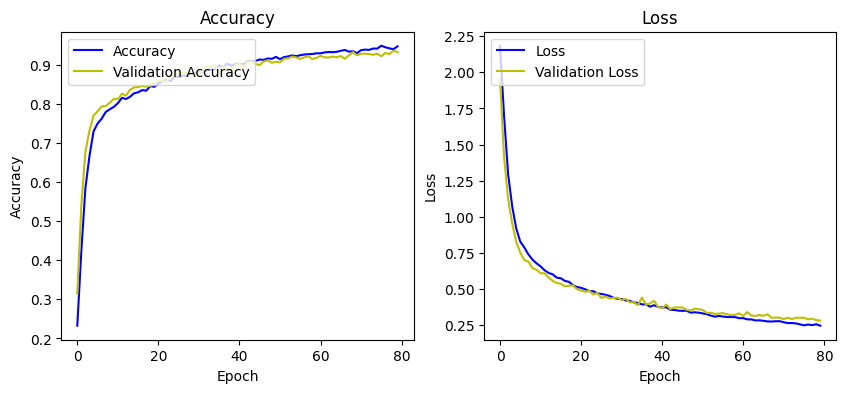 Accuracy
Accuracy
Validation Accuracy
0.9
0.8
0.7
0.6
0.5
0.4
0.3
0.2
Accuracy
0 20 40 60 80
Epoch
Loss
Loss
Validation Loss
2.25
2.00
1.75
1.50
1.25
1.00
0.75
0.50
0.25
Loss
0 20 40 60 80
Epoch